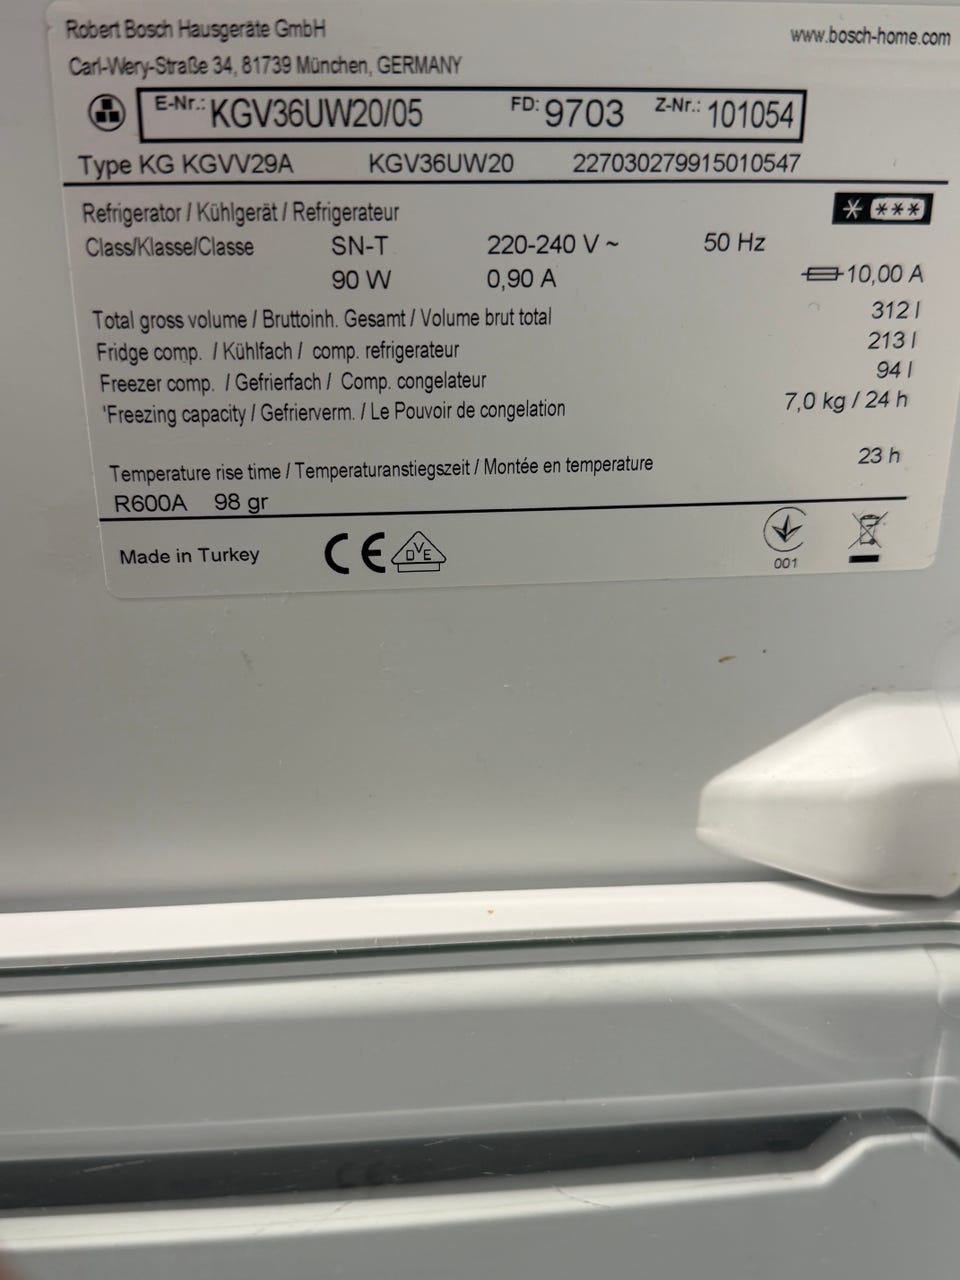 Robert Bosch Hausgeräte GmbH www.bosch-home.com
Carl-Wery-Straße 34, 81739 München, GERMANY
E-Nr.: KGV36UW20/05 FD: 9703 Z-Nr.: 101054
Type KG KGVV29A KGV36UW20 227030279915010547
Refrigerator / Kühlgerät / Refrigerateur * ***
Class/Klasse/Classe SN-T 220-240 V ~ 50 Hz
90 W 0,90 A 10,00 A
Total gross volume / Bruttoinh. Gesamt / Volume brut total 312 l
Fridge comp. / Kühlfach / comp. refrigerateur 213 l
Freezer comp. / Gefrierfach / Comp. congelateur 94 l
'Freezing capacity / Gefrierverm. / Le Pouvoir de congelation 7,0 kg / 24 h
Temperature rise time / Temperaturanstiegszeit / Montée en temperature 23 h
R600A 98 gr
Made in Turkey CE DVE 001